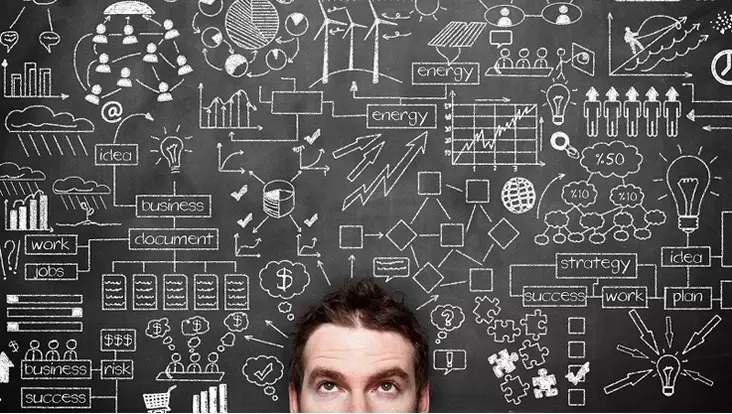 energy
energy
@
idea
%50
%10
%10
business
document
work
jobs
idea
strategy
success
work
plan
$
?
!
$$$
$
$
$
business
risk
success